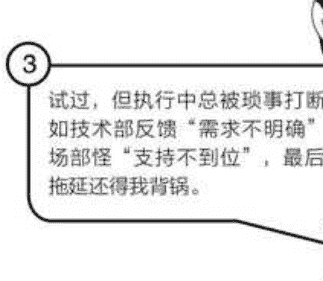 3
试过，但执行中总被琐事打断
如技术部反馈“需求不明确”
场部怪“支持不到位”，最后
拖延还得我背锅。